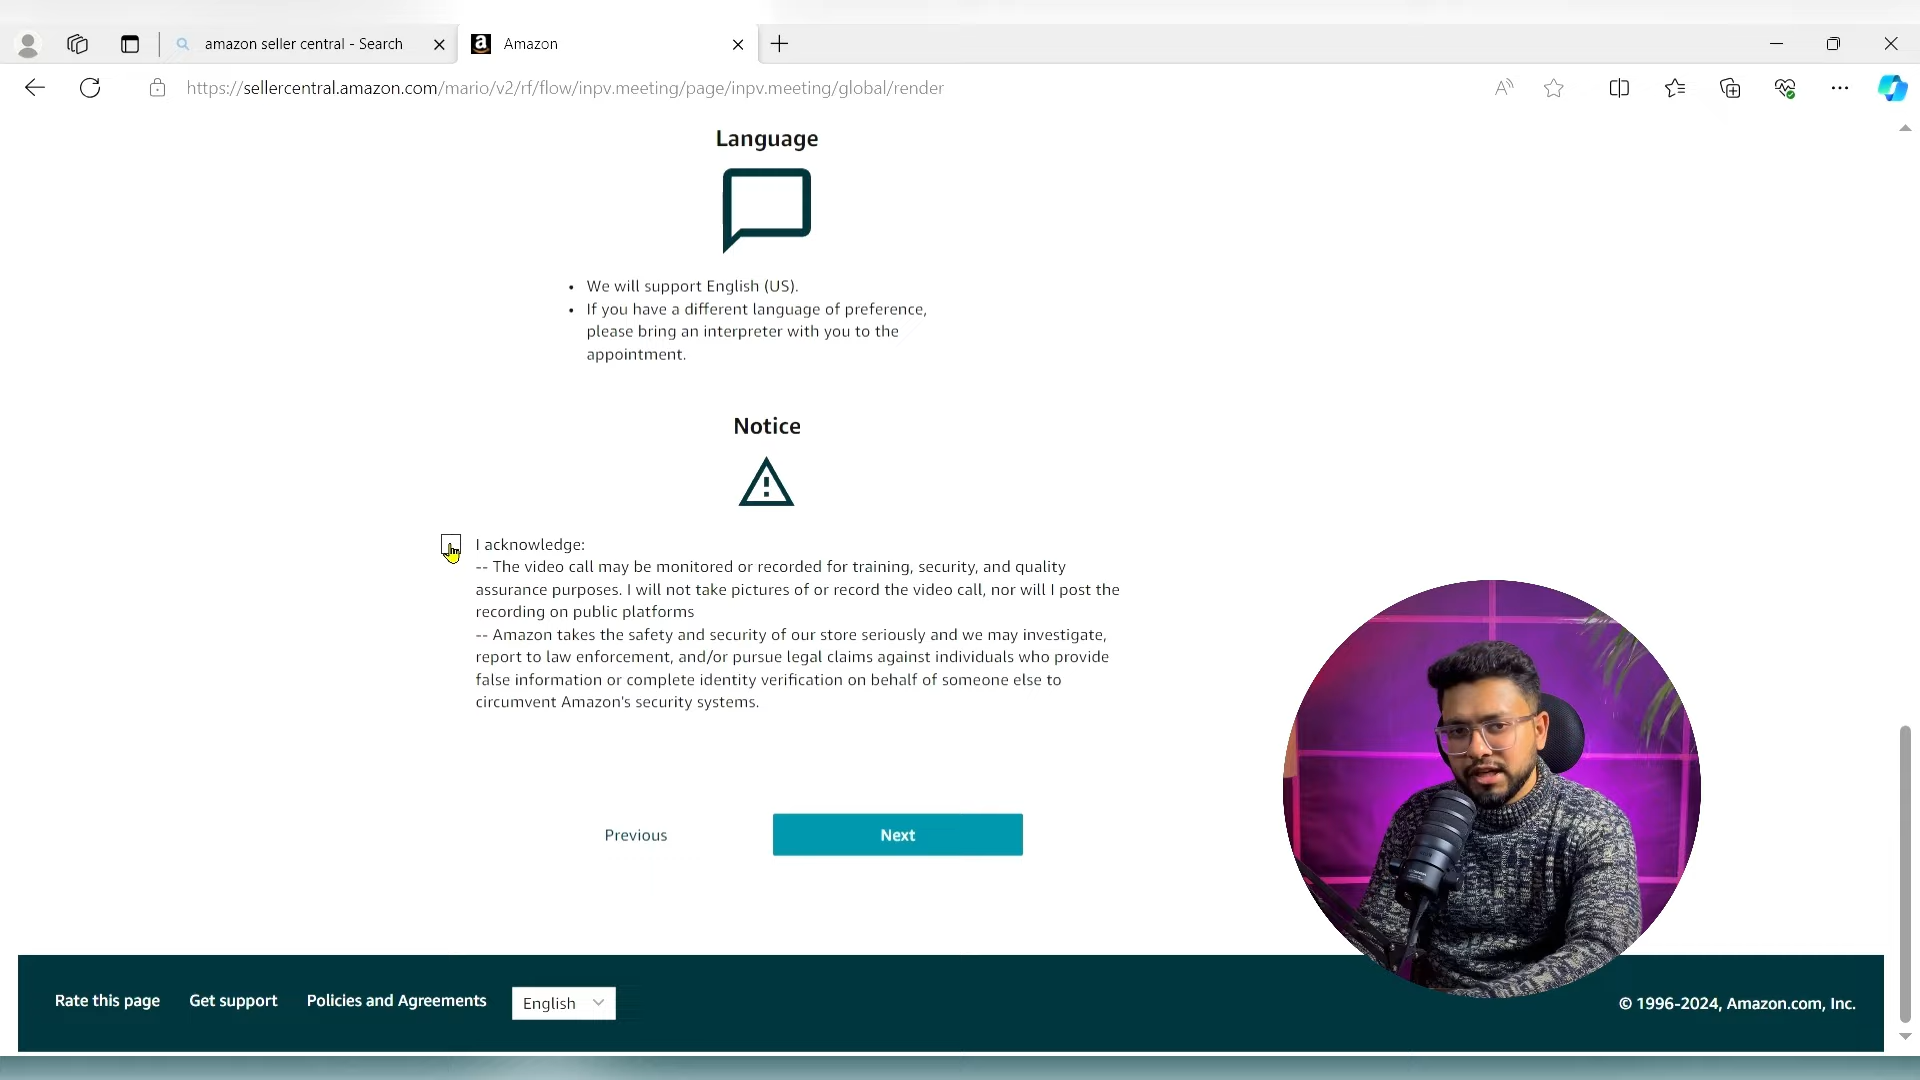 amazon seller central - Search
Amazon
https://sellercentral.amazon.com/mario/v2/rf/flow/inpv.meeting/page/inpv.meeting/global/render
Language
• We will support English (US).
• If you have a different language of preference,
please bring an interpreter with you to the
appointment.
Notice
I acknowledge:
-- The video call may be monitored or recorded for training, security, and quality
assurance purposes. I will not take pictures of or record the video call, nor will I post the
recording on public platforms
-- Amazon takes the safety and security of our store seriously and we may investigate,
report to law enforcement, and/or pursue legal claims against individuals who provide
false information or complete identity verification on behalf of someone else to
circumvent Amazon's security systems.
Previous
Next
Rate this page
Get support
Policies and Agreements
English
© 1996-2024, Amazon.com, Inc.